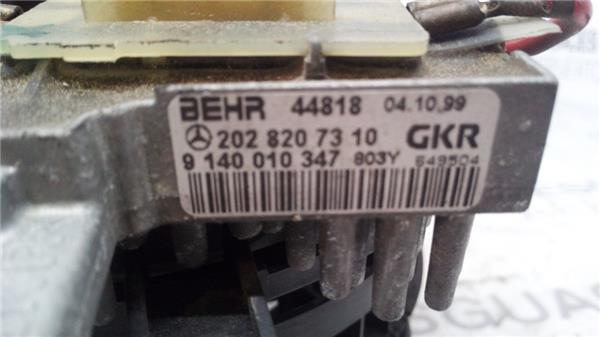 BEHR 44818 04.10.99
202 820 73 10 GKR
9 140 010 347 803Y 649504